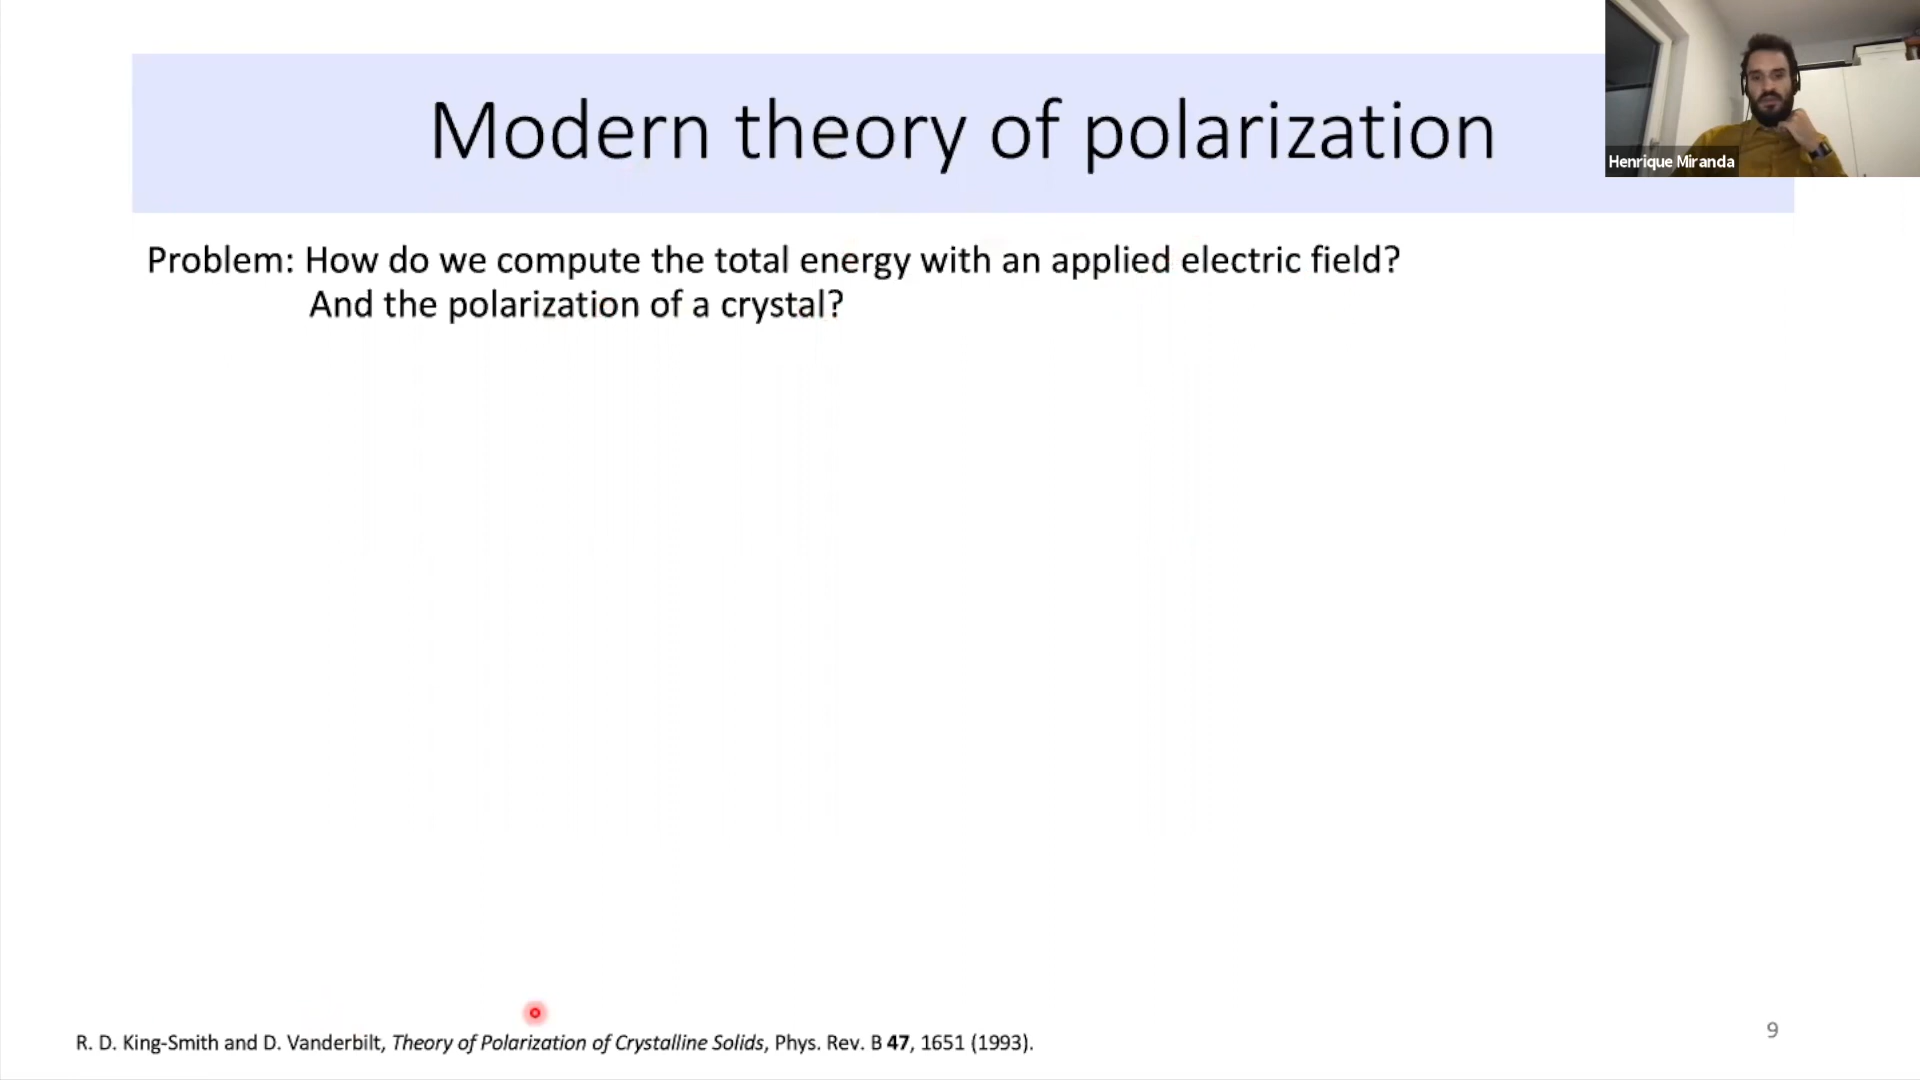 Modern theory of polarization
Henrique Miranda
Problem: How do we compute the total energy with an applied electric field?
And the polarization of a crystal?
R. D. King-Smith and D. Vanderbilt, Theory of Polarization of Crystalline Solids, Phys. Rev. B 47, 1651 (1993).
9